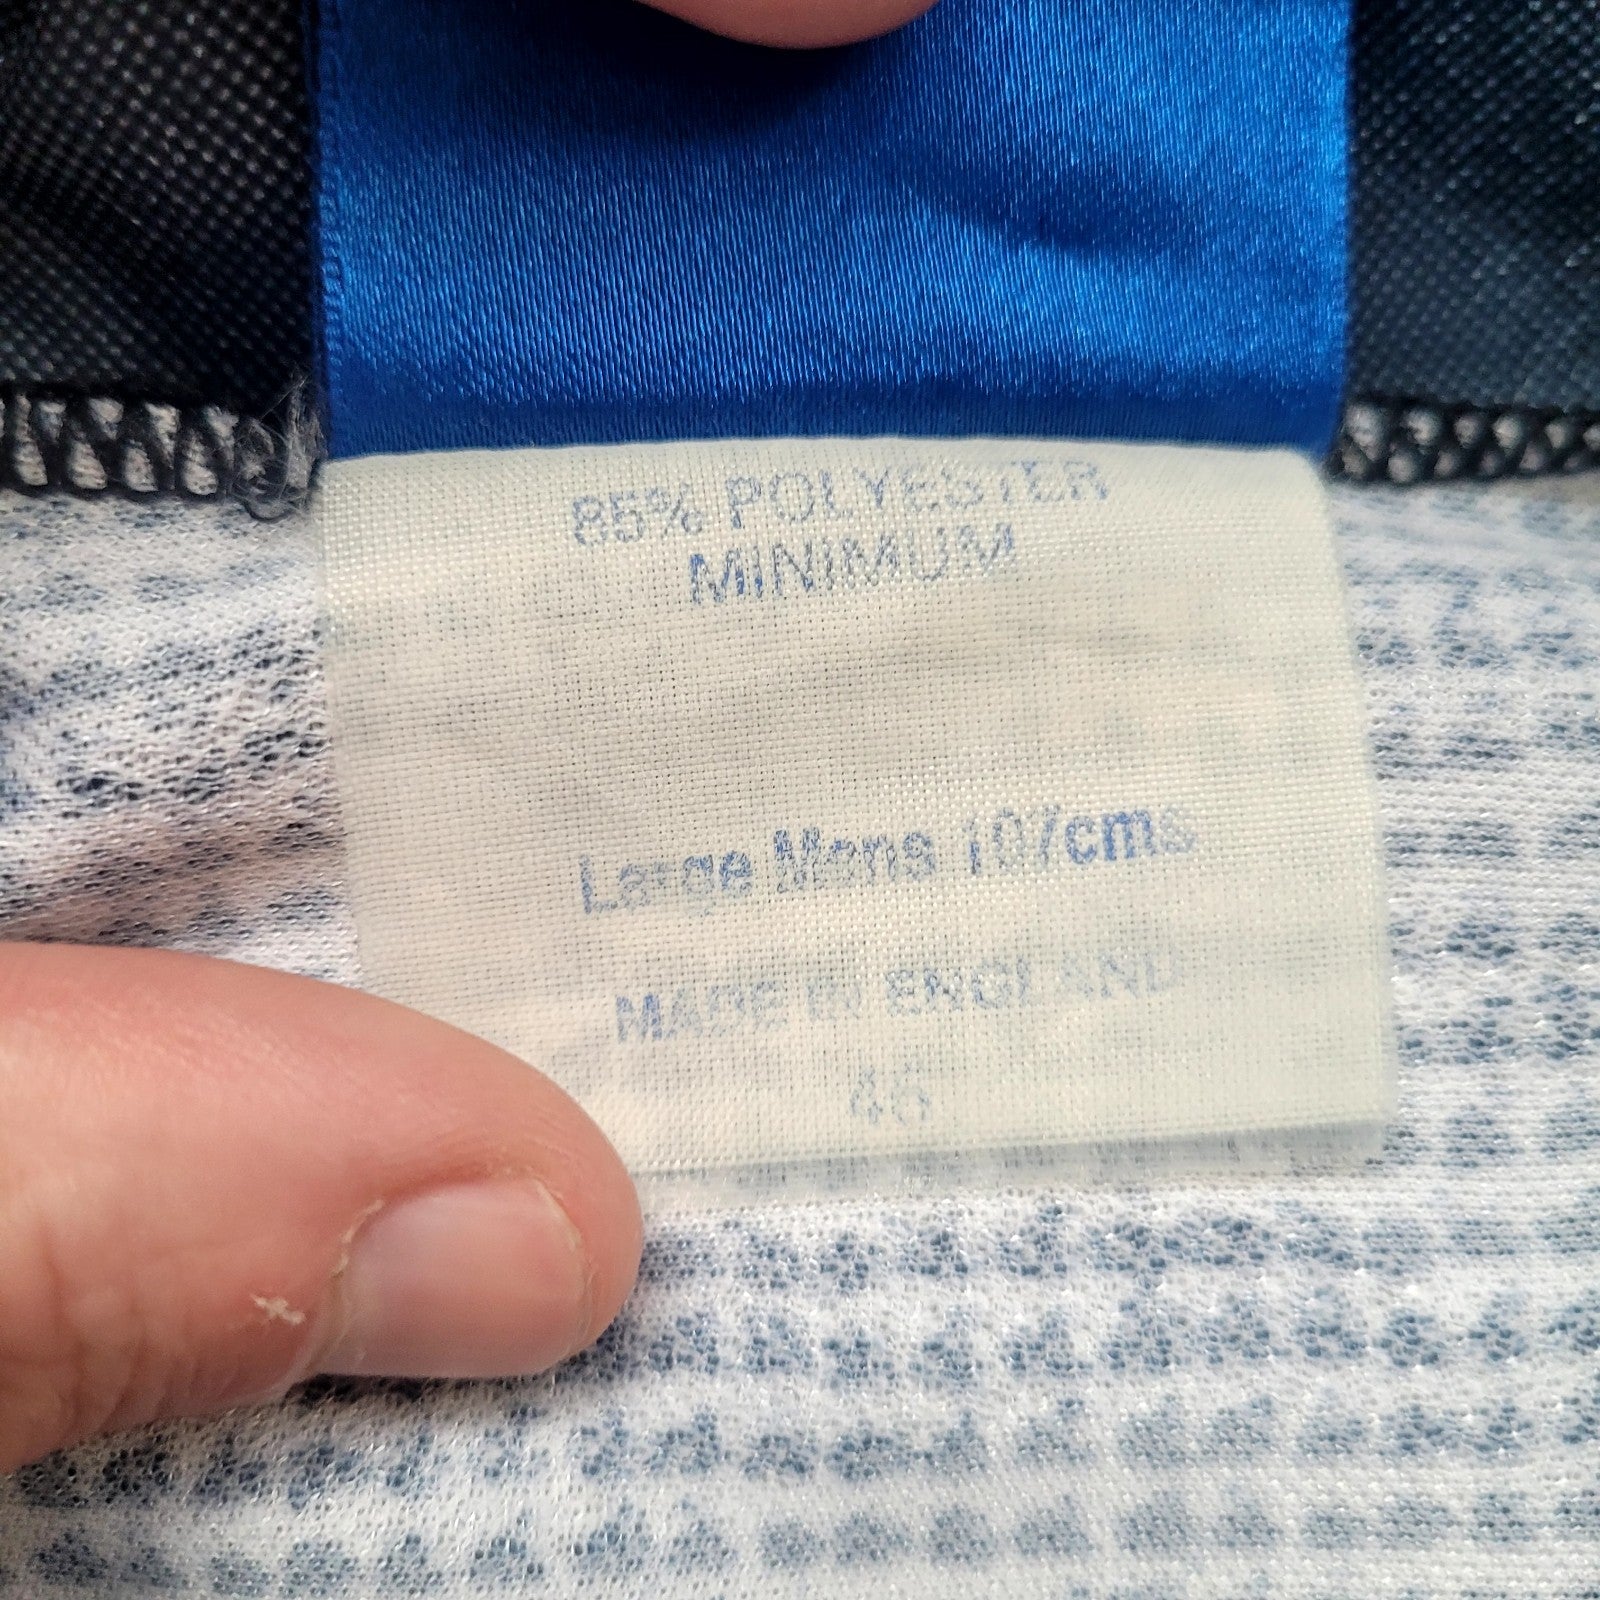 85% POLYESTER
MINIMUM
Large Mens 107cms
MADE IN ENGLAND
46